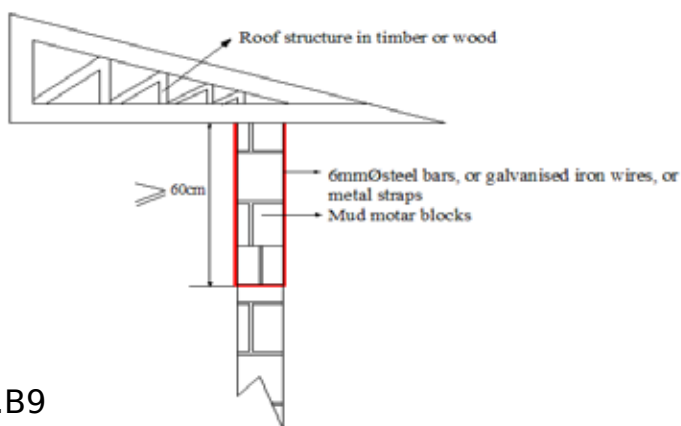 Roof structure in timber or wood
60cm
6mmØsteel bars, or galvanised iron wires, or
metal straps
Mud motar blocks
.B9